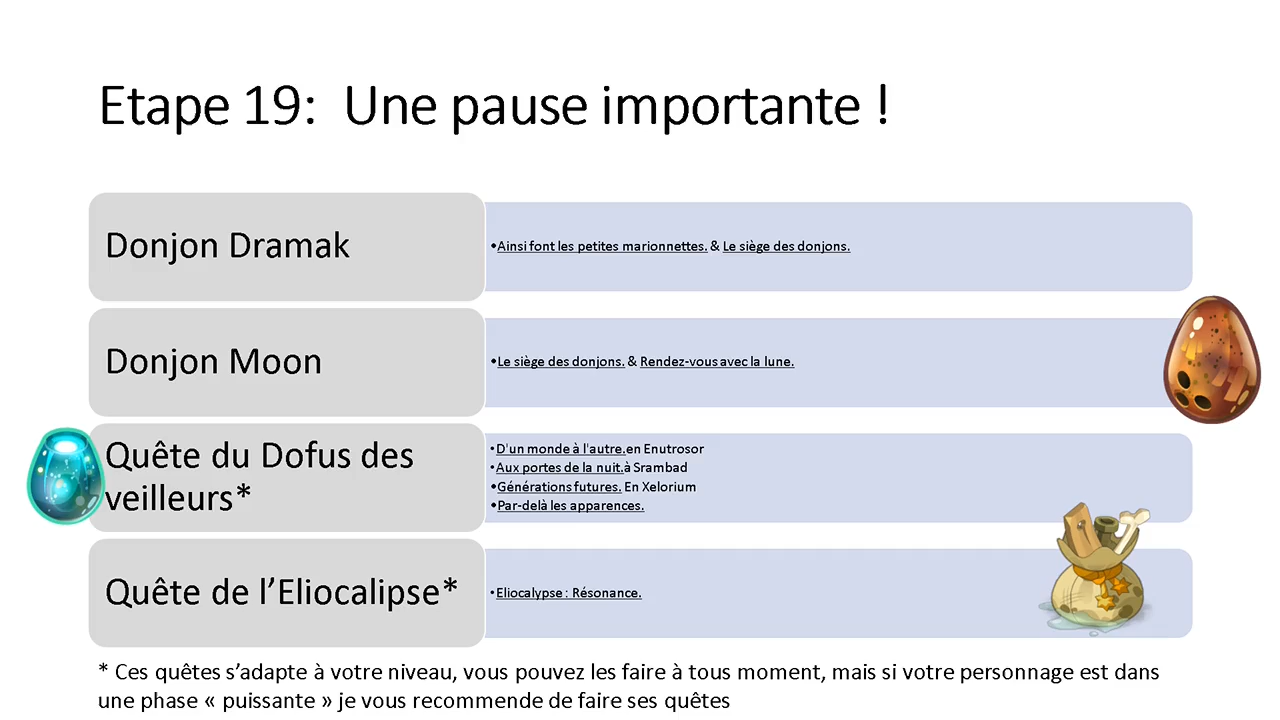 Etape 19: Une pause importante !
Donjon Dramak
•Ainsi font les petites marionnettes. & Le siège des donjons.
Donjon Moon
•Le siège des donjons. & Rendez-vous avec la lune.
Quête du Dofus des
veilleurs*
•D'un monde à l'autre.en Enutrosor
•Aux portes de la nuit.à Srambad
•Générations futures. En Xelorium
•Par-delà les apparences.
Quête de l’Eliocalipse*
•Eliocalypse : Résonance.
* Ces quêtes s’adapte à votre niveau, vous pouvez les faire à tous moment, mais si votre personnage est dans
une phase « puissante » je vous recommende de faire ses quêtes